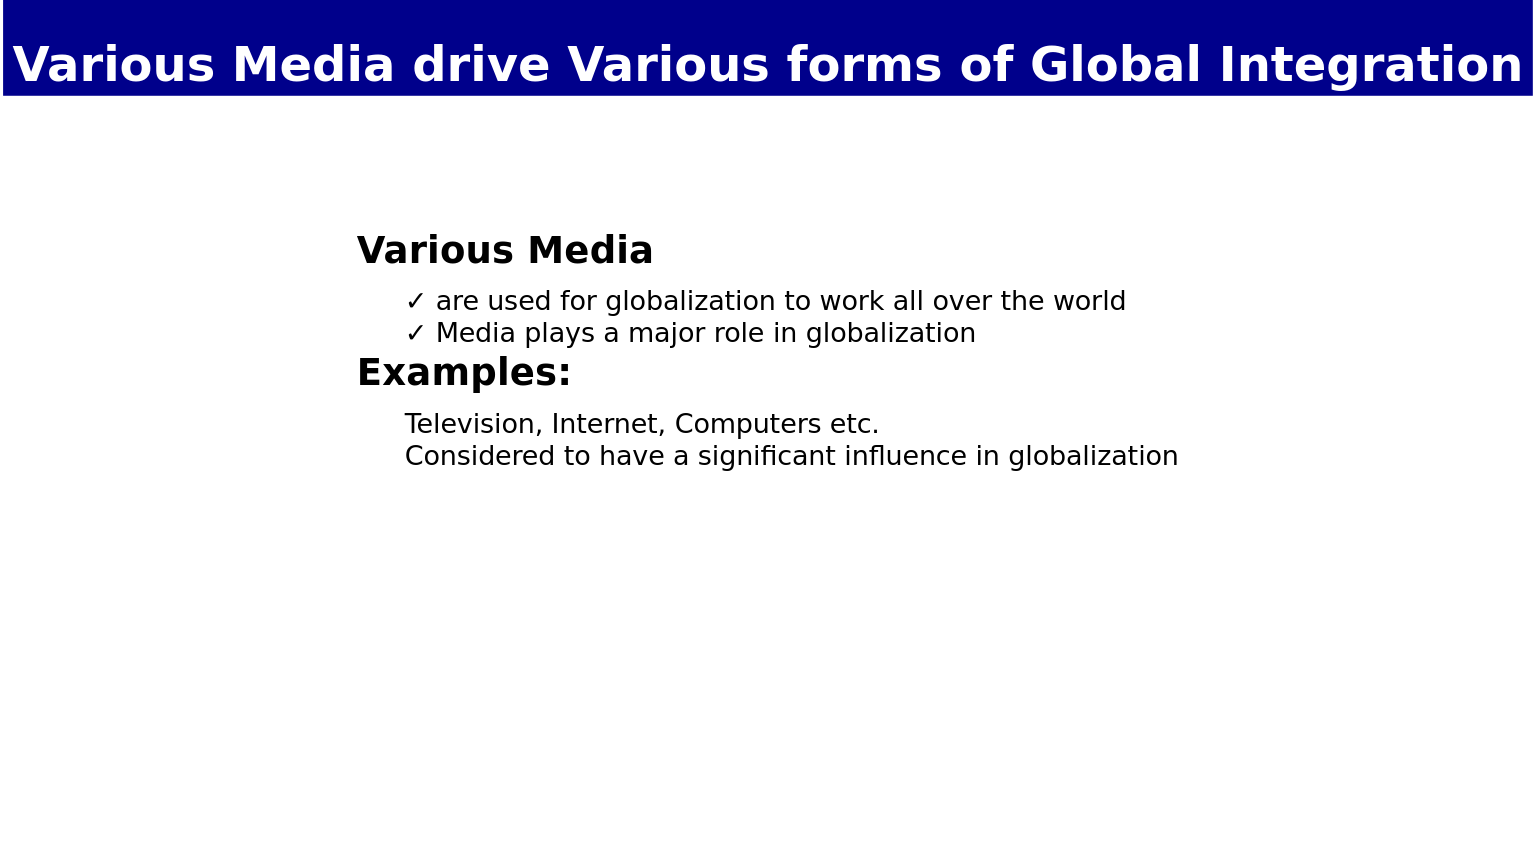 Various Media drive Various forms of Global Integration
Various Media
✓ are used for globalization to work all over the world
✓ Media plays a major role in globalization
Examples:
Television, Internet, Computers etc.
Considered to have a significant influence in globalization